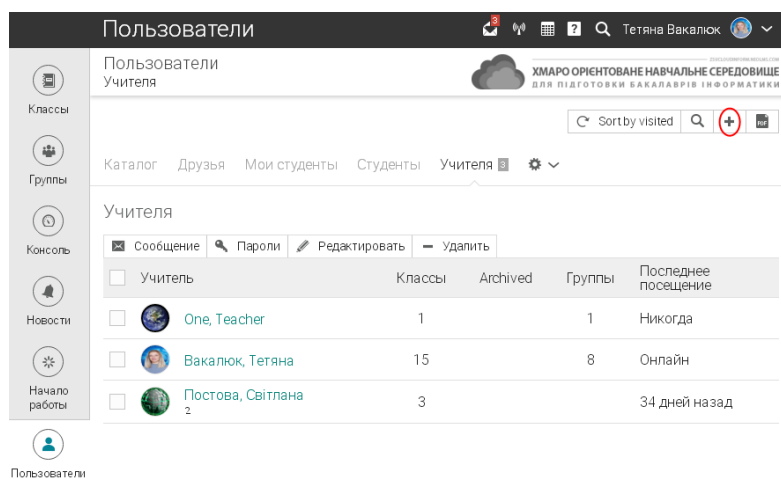 Пользователи
3
?
Тетяна Вакалюк
Пользователи
Учителя
ХМАРО ОРІЄНТОВАНЕ НАВЧАЛЬНЕ СЕРЕДОВИЩЕ
ДЛЯ ПІДГОТОВКИ БАКАЛАВРІВ ІНФОРМАТИКИ
Классы
Группы
Консоль
Новости
Начало
работы
Пользователи
Sort by visited
PDF
Каталог Друзья Мои студенты Студенты Учителя 3
Учителя
Сообщение Пароли Редактировать Удалить
Учитель Классы Archived Группы Последнее
посещение
One, Teacher 1 1 Никогда
Вакалюк, Тетяна 15 8 Онлайн
Постова, Світлана 3 34 дней назад
2